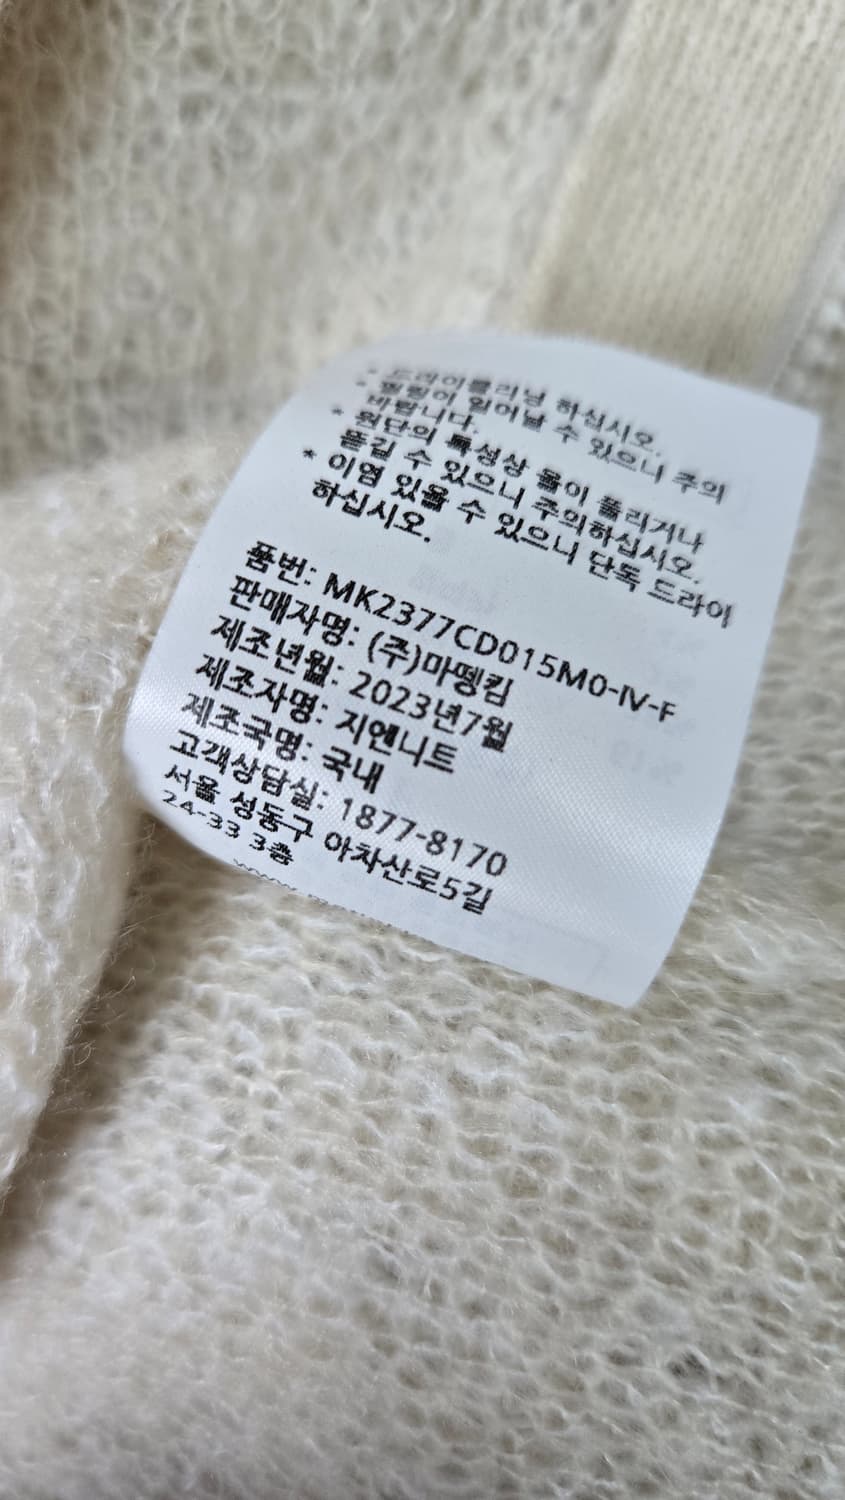 * 드라이클리닝 하십시오.
* 필링이 일어날 수 있으니 주의
바랍니다.
* 원단의 특성상 올이 풀리거나
뜯길 수 있으니 주의하십시오.
* 이염 있을 수 있으니 단독 드라이
하십시오.
품번: MK2377CD015M0-IV-F
판매자명: (주)마뗑킴
제조년월: 2023년7월
제조자명: 지엔니트
제조국명: 국내
고객상담실: 1877-8170
서울 성동구 아차산로5길
24-33 3층